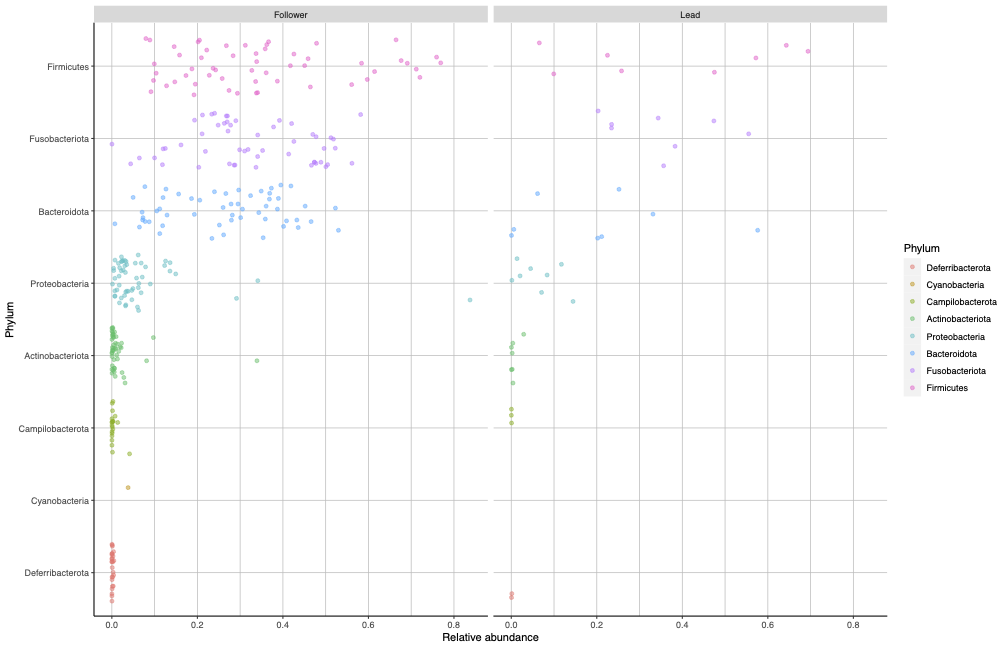 Follower
Lead
Firmicutes
Fusobacteriota
Bacteroidota
Proteobacteria
Actinobacteriota
Campilobacterota
Cyanobacteria
Deferribacterota
Phylum
0.0 0.2 0.4 0.6 0.8
0.0 0.2 0.4 0.6 0.8
Relative abundance
Phylum
Deferribacterota
Cyanobacteria
Campilobacterota
Actinobacteriota
Proteobacteria
Bacteroidota
Fusobacteriota
Firmicutes